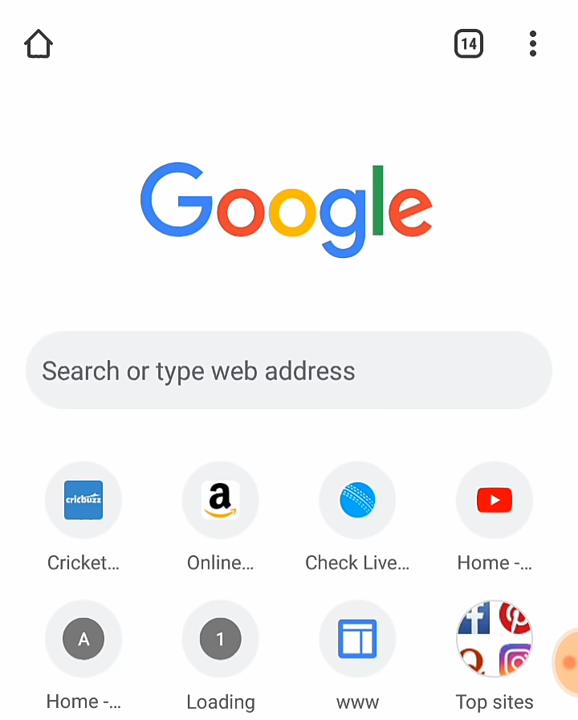 14
Google
Search or type web address
cricbuzz
a
Cricket...
Online...
Check Live...
Home -...
A
1
Home -...
Loading
www
Top sites